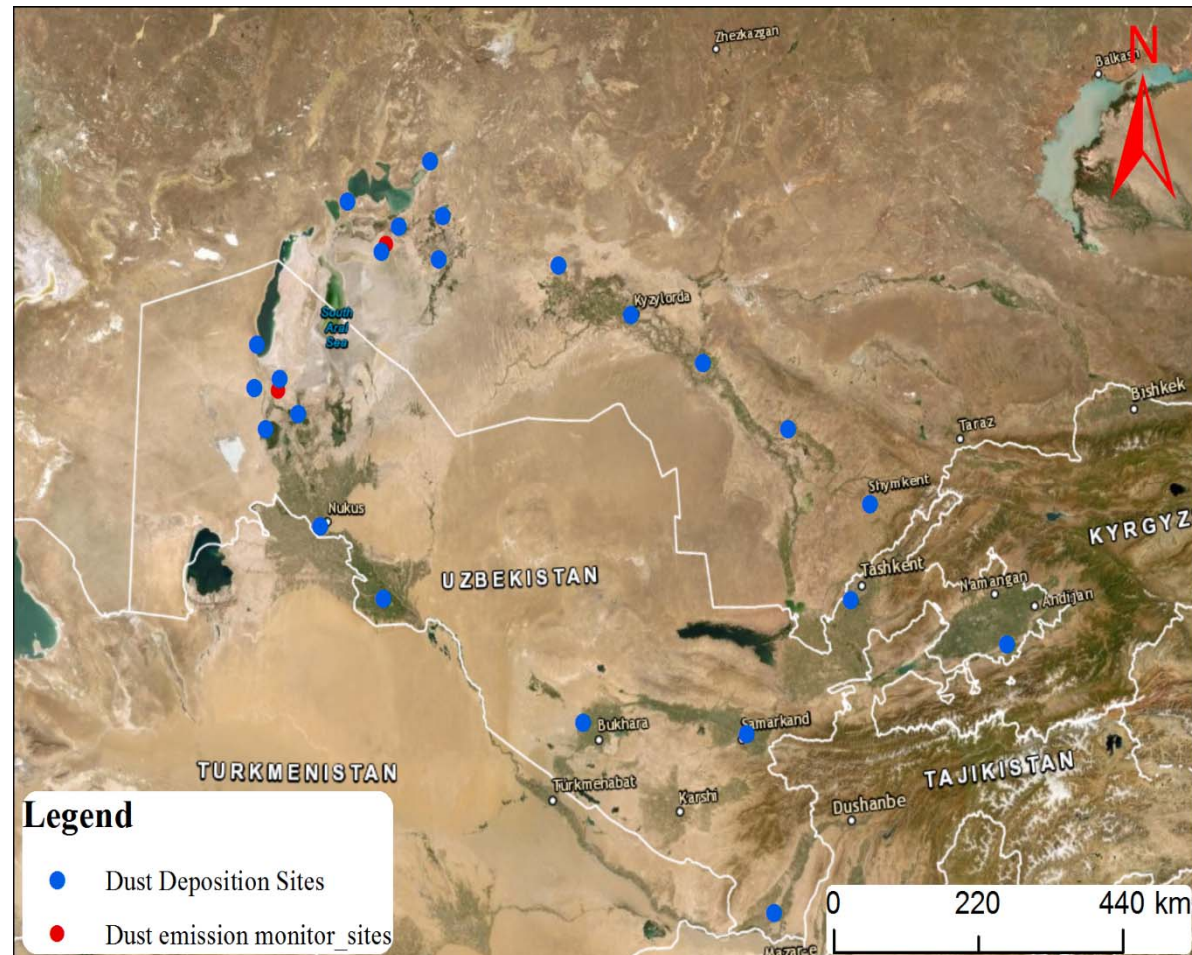 Zhezkazgan
N
Balkash
Kyzylorda
South
Aral
Sea
Bishkek
Taraz
Shymkent
Nukus
KYRGYZ
UZBEKISTAN
Tashkent
Namangan
Andijan
Bukhara
Samarkand
TURKMENISTAN
TAJIKISTAN
Turkmenabat
Karshi
Dushanbe
Legend
Dust Deposition Sites
Dust emission monitor_sites
0 220 440 km
Mazar-e